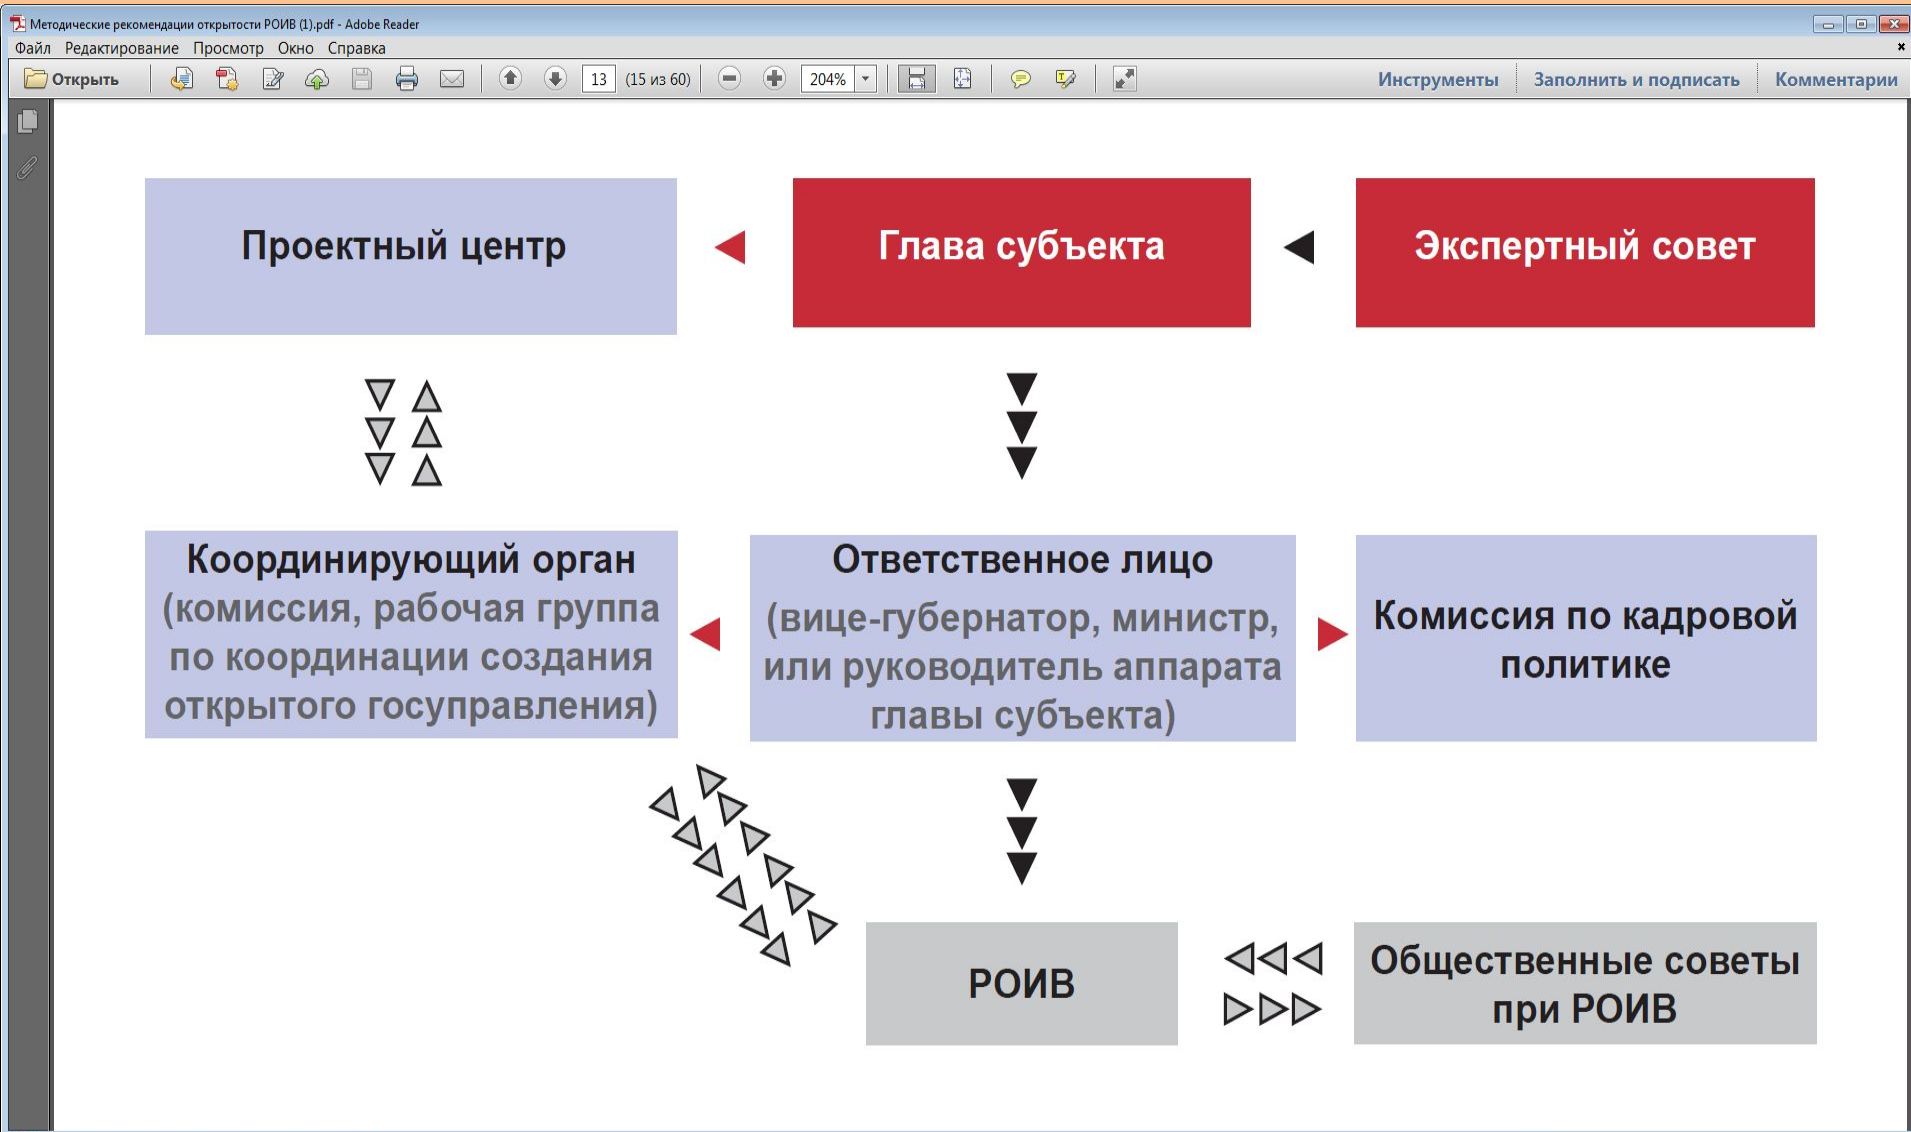 Методические рекомендации открытости РОИВ (1).pdf - Adobe Reader
Файл Редактирование Просмотр Окно Справка
Открыть 13 (15 из 60) 204% Инструменты Заполнить и подписать Комментарии
Проектный центр
Глава субъекта
Экспертный совет
Координирующий орган
(комиссия, рабочая группа
по координации создания
открытого госуправления)
Ответственное лицо
(вице-губернатор, министр,
или руководитель аппарата
главы субъекта)
Комиссия по кадровой
политике
РОИВ
Общественные советы
при РОИВ